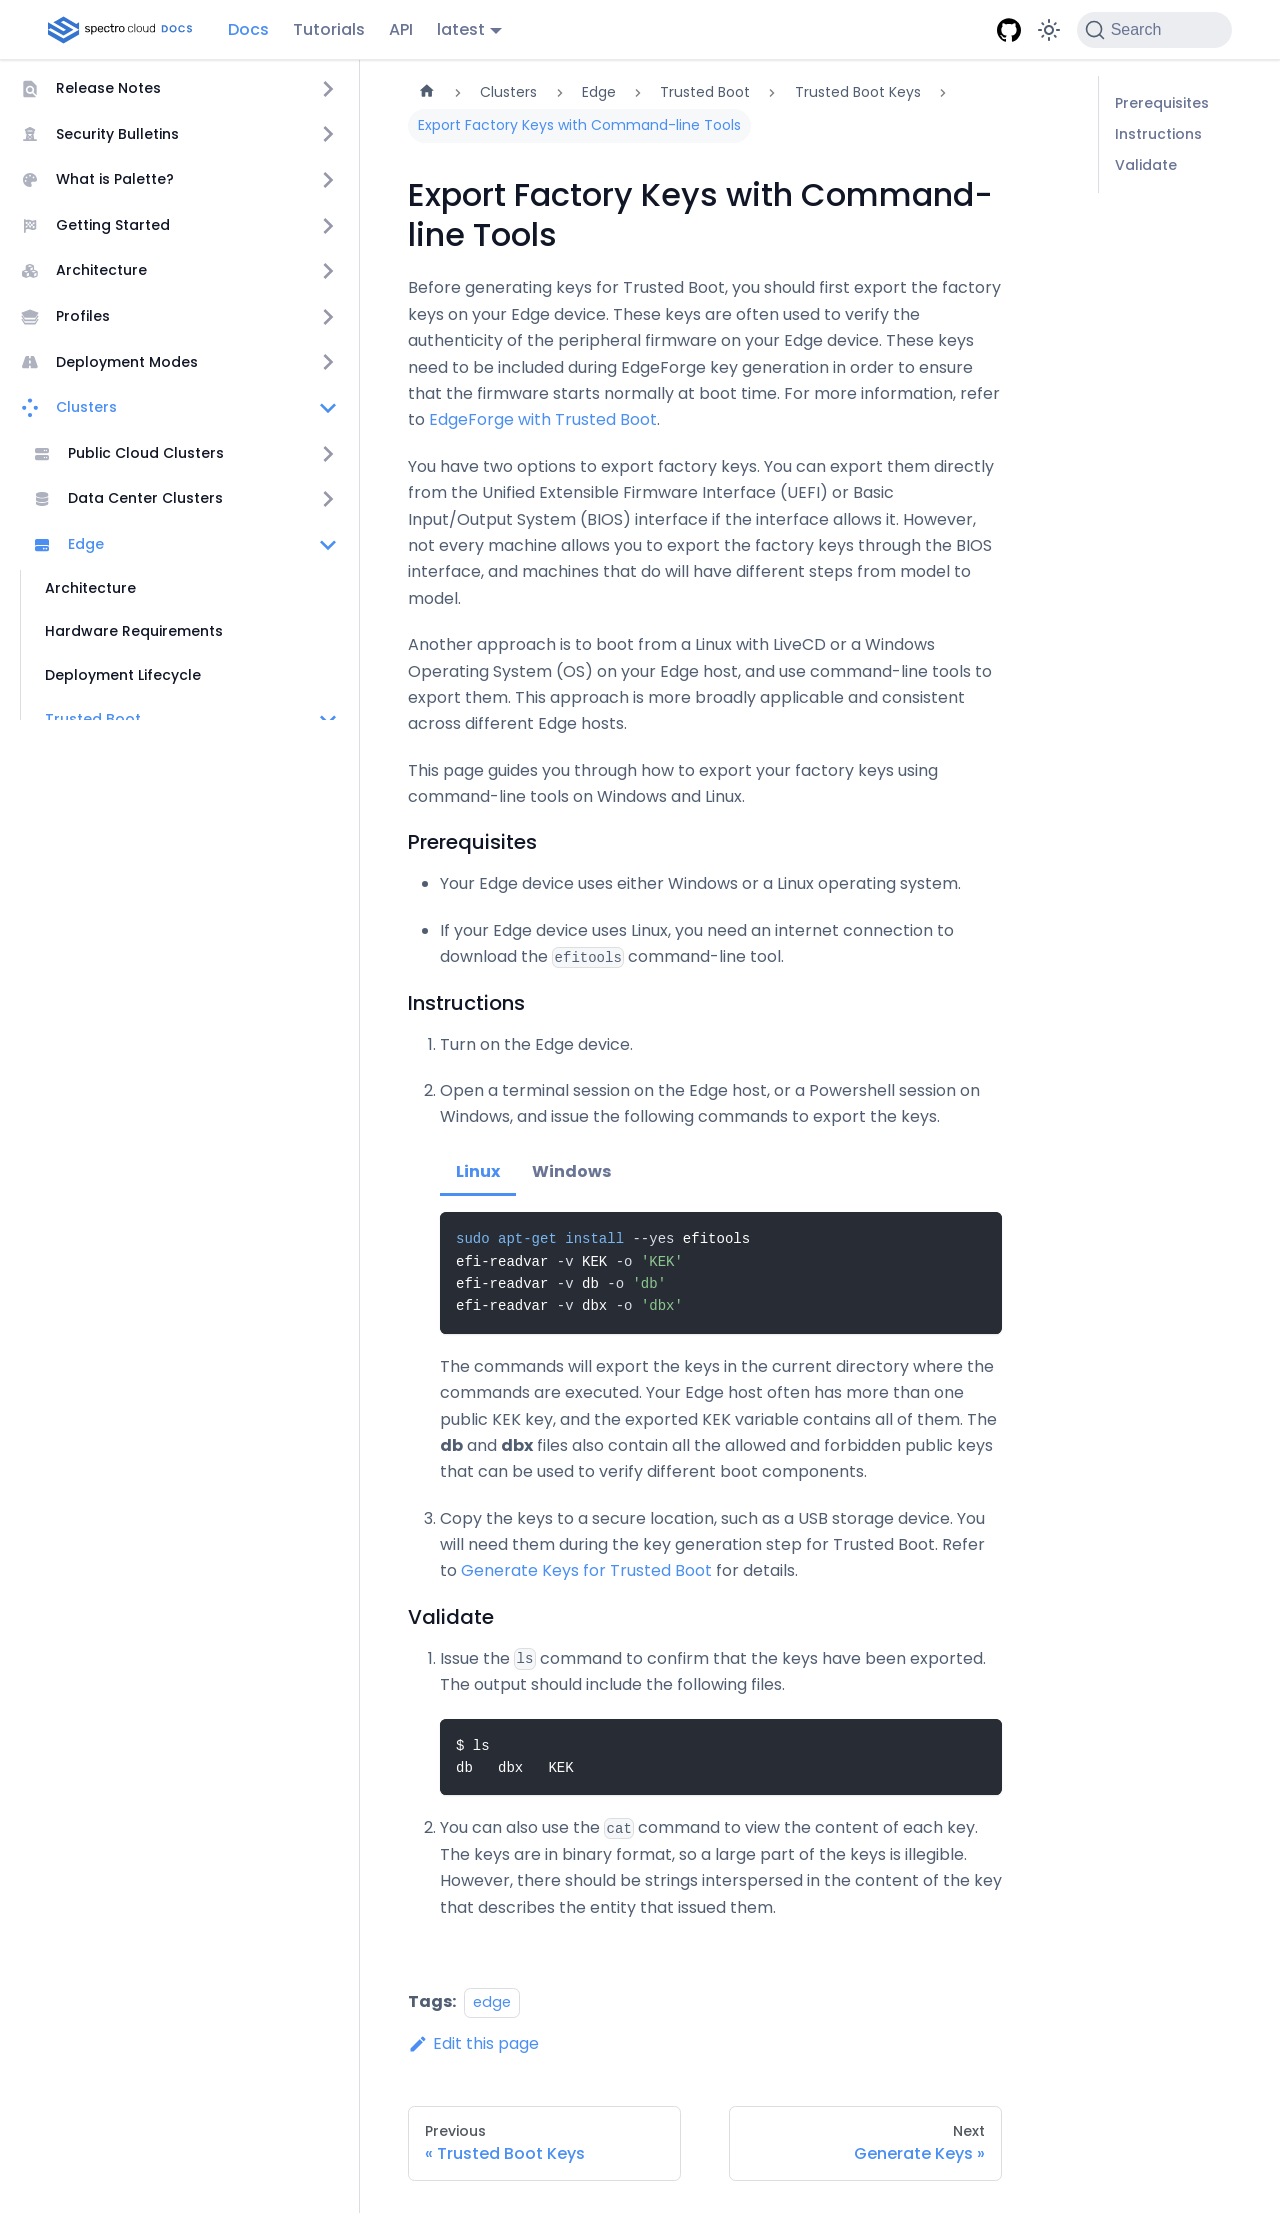 spectro cloud DOCS
Docs
Tutorials
API
latest
Search
Release Notes
Security Bulletins
What is Palette?
Getting Started
Architecture
Profiles
Deployment Modes
Clusters
Public Cloud Clusters
Data Center Clusters
Edge
Architecture
Hardware Requirements
Deployment Lifecycle
Trusted Boot
Clusters
Edge
Trusted Boot
Trusted Boot Keys
Export Factory Keys with Command-line Tools
Export Factory Keys with Command-
line Tools
Before generating keys for Trusted Boot, you should first export the factory
keys on your Edge device. These keys are often used to verify the
authenticity of the peripheral firmware on your Edge device. These keys
need to be included during EdgeForge key generation in order to ensure
that the firmware starts normally at boot time. For more information, refer
to EdgeForge with Trusted Boot.
You have two options to export factory keys. You can export them directly
from the Unified Extensible Firmware Interface (UEFI) or Basic
Input/Output System (BIOS) interface if the interface allows it. However,
not every machine allows you to export the factory keys through the BIOS
interface, and machines that do will have different steps from model to
model.
Another approach is to boot from a Linux with LiveCD or a Windows
Operating System (OS) on your Edge host, and use command-line tools to
export them. This approach is more broadly applicable and consistent
across different Edge hosts.
This page guides you through how to export your factory keys using
command-line tools on Windows and Linux.
Prerequisites
Your Edge device uses either Windows or a Linux operating system.
If your Edge device uses Linux, you need an internet connection to
download the efitools command-line tool.
Instructions
1. Turn on the Edge device.
2. Open a terminal session on the Edge host, or a Powershell session on
Windows, and issue the following commands to export the keys.
Linux
Windows
sudo apt-get install --yes efitools
efi-readvar -v KEK -o 'KEK'
efi-readvar -v db -o 'db'
efi-readvar -v dbx -o 'dbx'
The commands will export the keys in the current directory where the
commands are executed. Your Edge host often has more than one
public KEK key, and the exported KEK variable contains all of them. The
db and dbx files also contain all the allowed and forbidden public keys
that can be used to verify different boot components.
3. Copy the keys to a secure location, such as a USB storage device. You
will need them during the key generation step for Trusted Boot. Refer
to Generate Keys for Trusted Boot for details.
Validate
1. Issue the ls command to confirm that the keys have been exported.
The output should include the following files.
$ ls
db   dbx   KEK
2. You can also use the cat command to view the content of each key.
The keys are in binary format, so a large part of the keys is illegible.
However, there should be strings interspersed in the content of the key
that describes the entity that issued them.
Tags: edge
Edit this page
Previous
« Trusted Boot Keys
Next
Generate Keys »
Prerequisites
Instructions
Validate